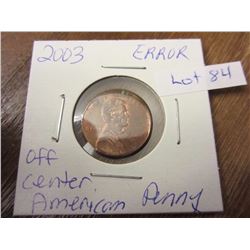 2003 ERROR
Lot 84
off
center
American Penny